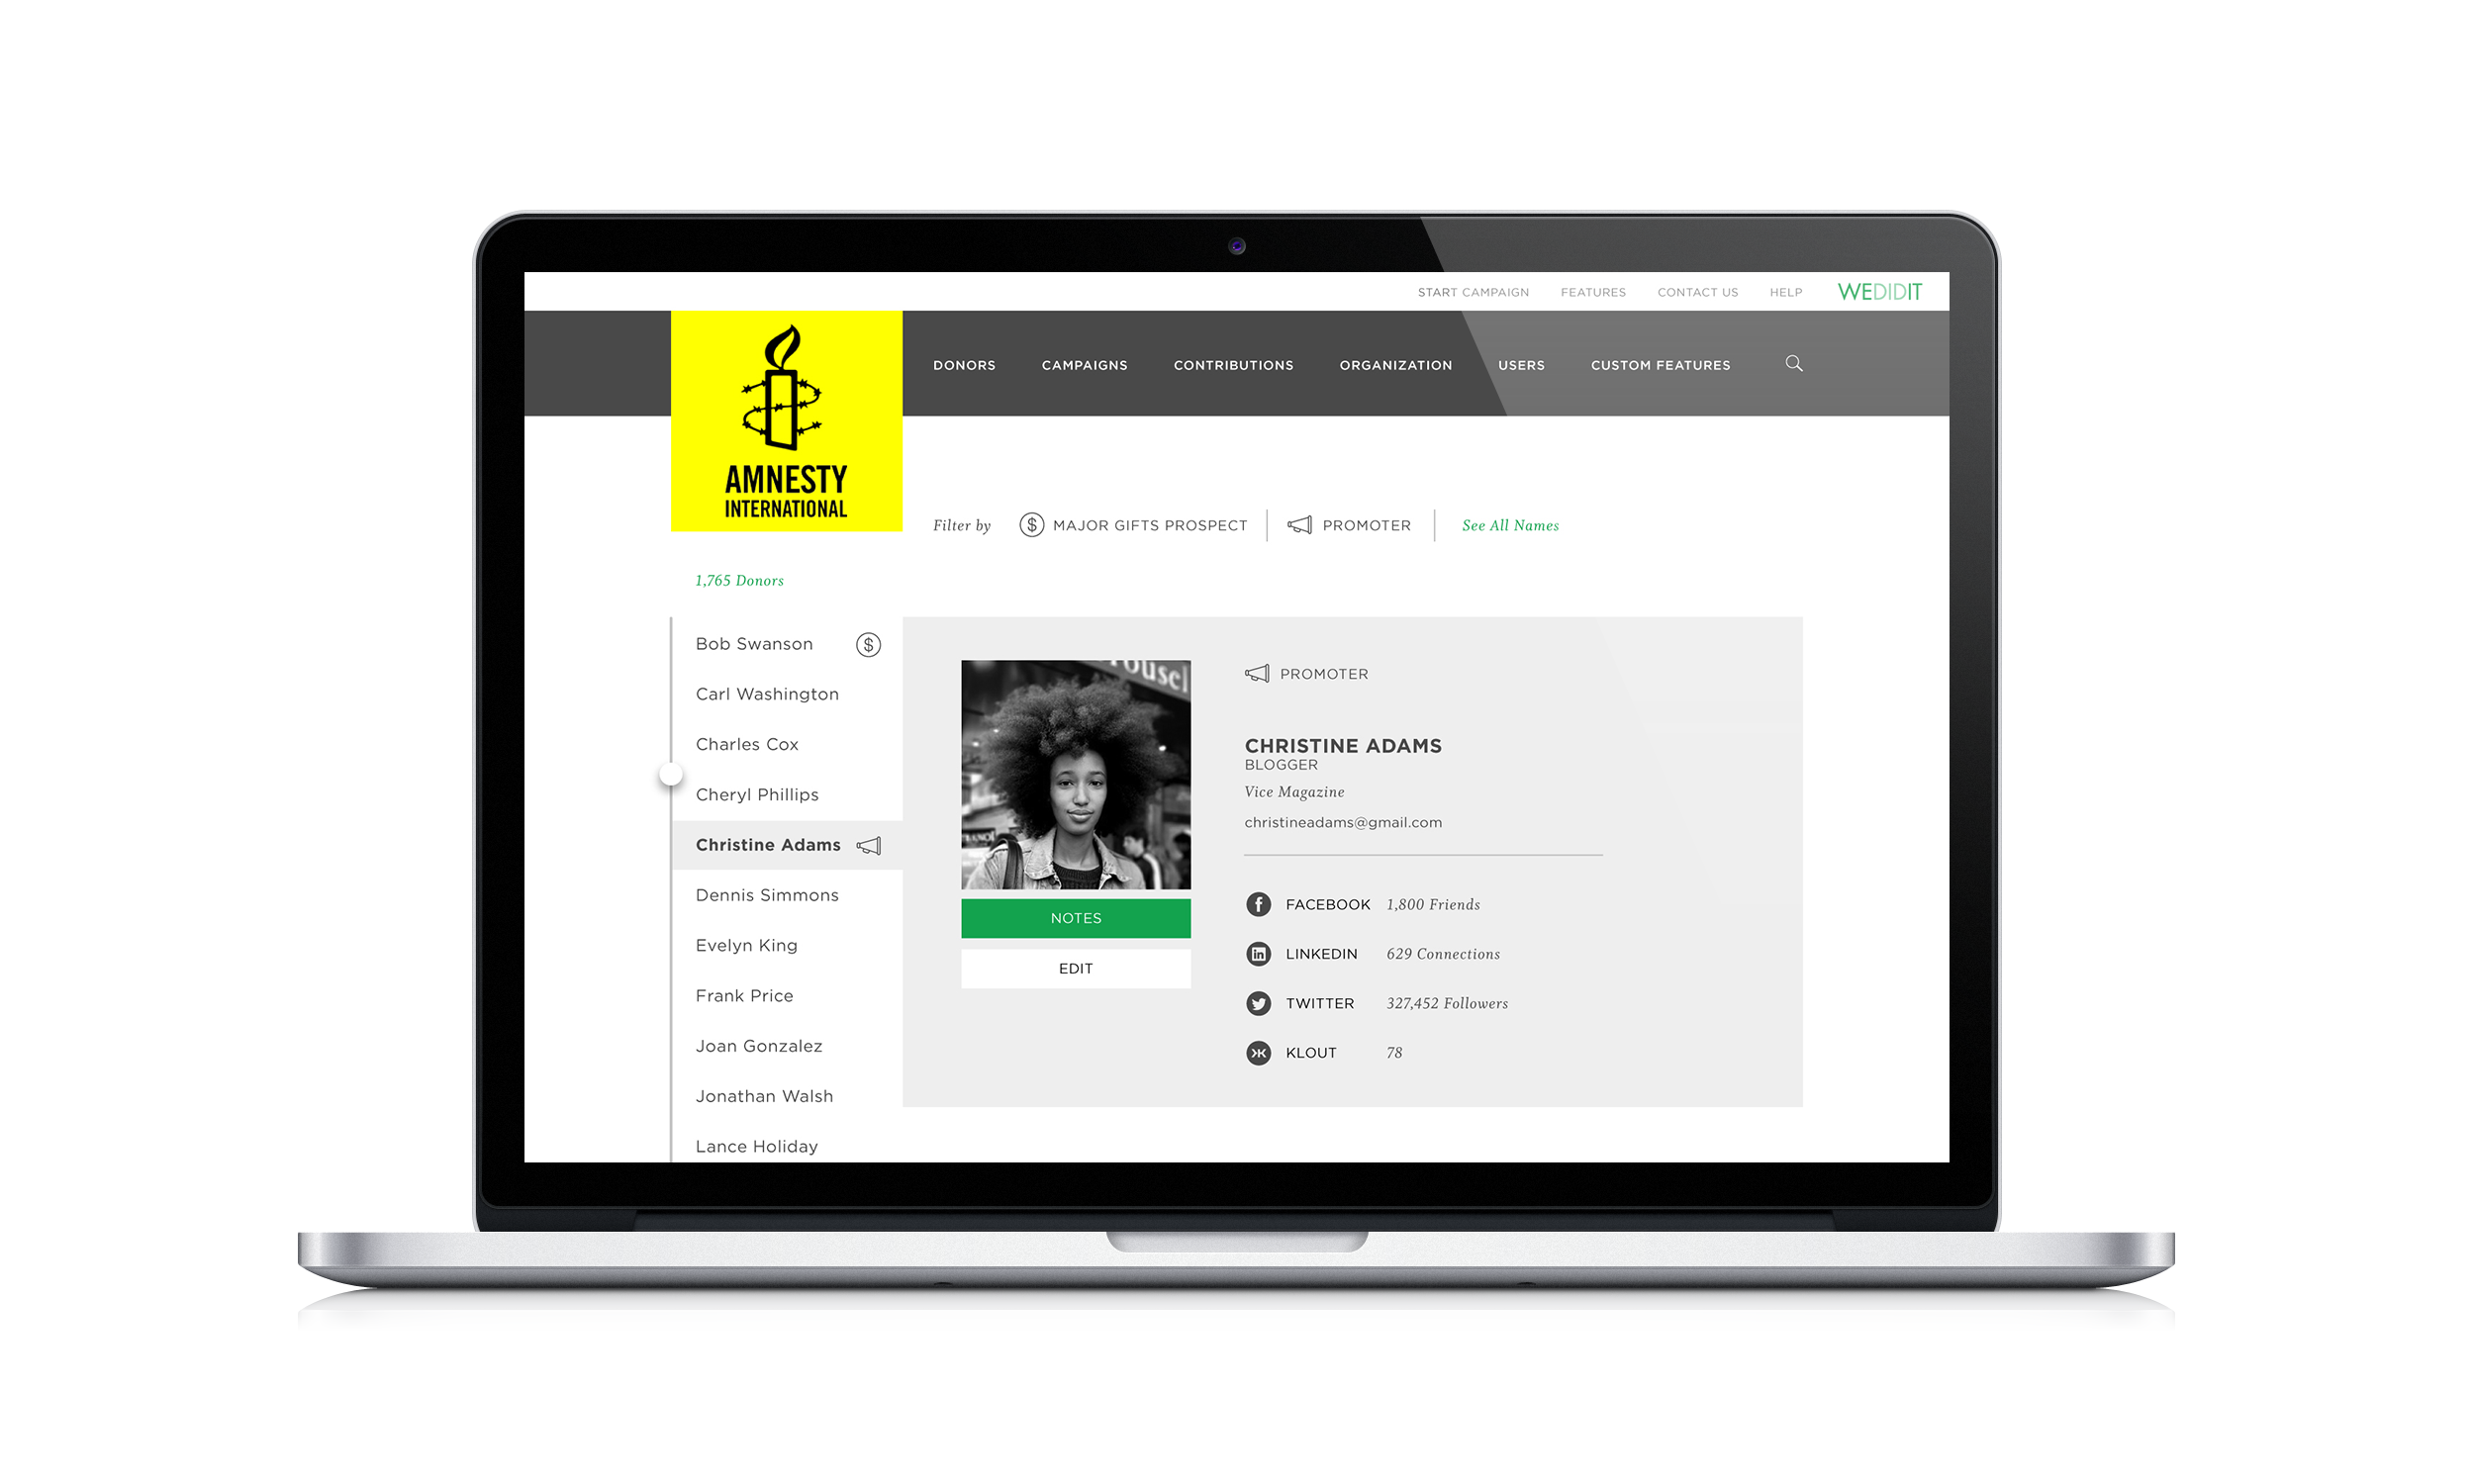 START CAMPAIGN FEATURES CONTACT US HELP WEDIDIT
AMNESTY
INTERNATIONAL
DONORS CAMPAIGNS CONTRIBUTIONS ORGANIZATION USERS CUSTOM FEATURES
Filter by $ MAJOR GIFTS PROSPECT PROMOTER See All Names
1,765 Donors
Bob Swanson $
Carl Washington
Charles Cox
Cheryl Phillips
Christine Adams
Dennis Simmons
Evelyn King
Frank Price
Joan Gonzalez
Jonathan Walsh
Lance Holiday
ousel
NOTES
EDIT
PROMOTER
CHRISTINE ADAMS
BLOGGER
Vice Magazine
christineadams@gmail.com
f FACEBOOK 1,800 Friends
in LINKEDIN 629 Connections
TWITTER 327,452 Followers
KLOUT 78